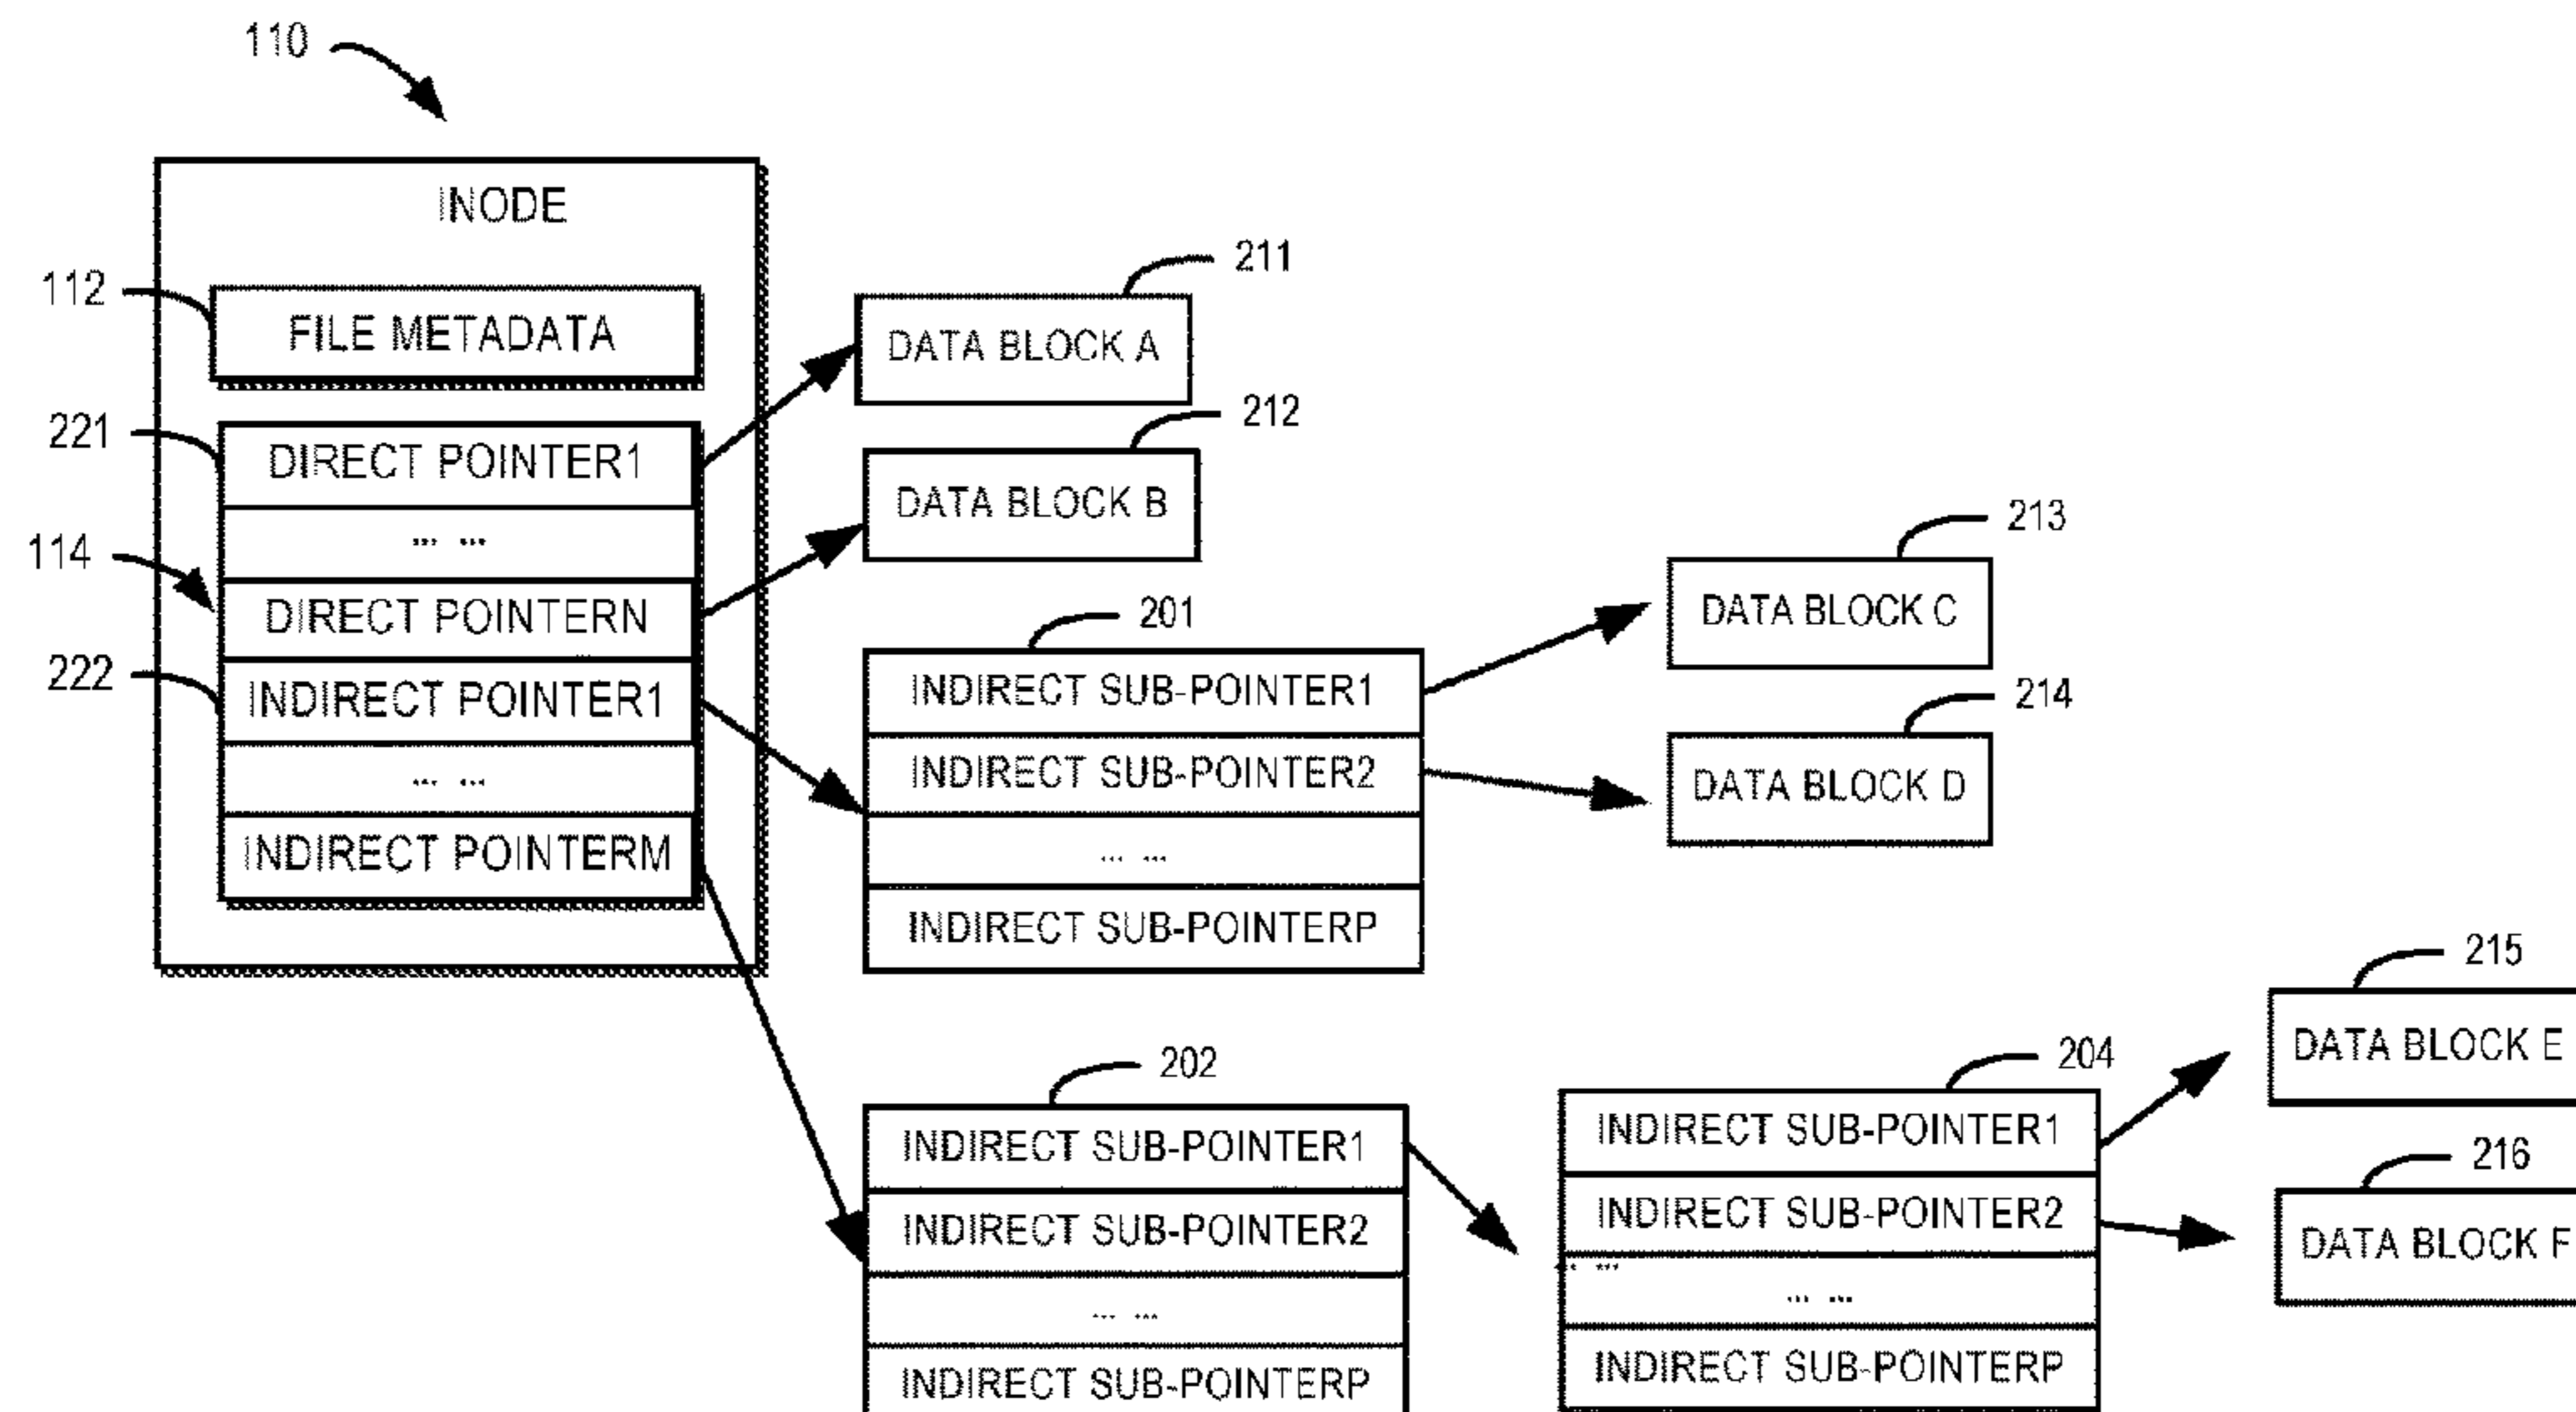 110
INODE
112
FILE METADATA
221
DIRECT POINTER1
... ...
114
DIRECT POINTERN
222
INDIRECT POINTER1
... ...
INDIRECT POINTERM
211
DATA BLOCK A
212
DATA BLOCK B
201
INDIRECT SUB-POINTER1
INDIRECT SUB-POINTER2
... ...
INDIRECT SUB-POINTERP
213
DATA BLOCK C
214
DATA BLOCK D
202
INDIRECT SUB-POINTER1
INDIRECT SUB-POINTER2
... ...
INDIRECT SUB-POINTERP
204
INDIRECT SUB-POINTER1
INDIRECT SUB-POINTER2
... ...
... ...
INDIRECT SUB-POINTERP
215
DATA BLOCK E
216
DATA BLOCK F